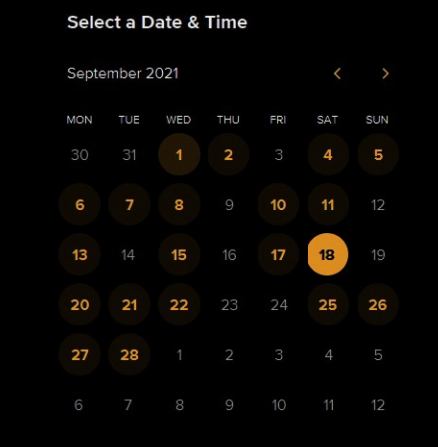 Select a Date & Time
September 2021
MON TUE WED THU FRI SAT SUN
30 31 1 2 3 4 5
6 7 8 9 10 11 12
13 14 15 16 17 18 19
20 21 22 23 24 25 26
27 28 1 2 3 4 5
6 7 8 9 10 11 12